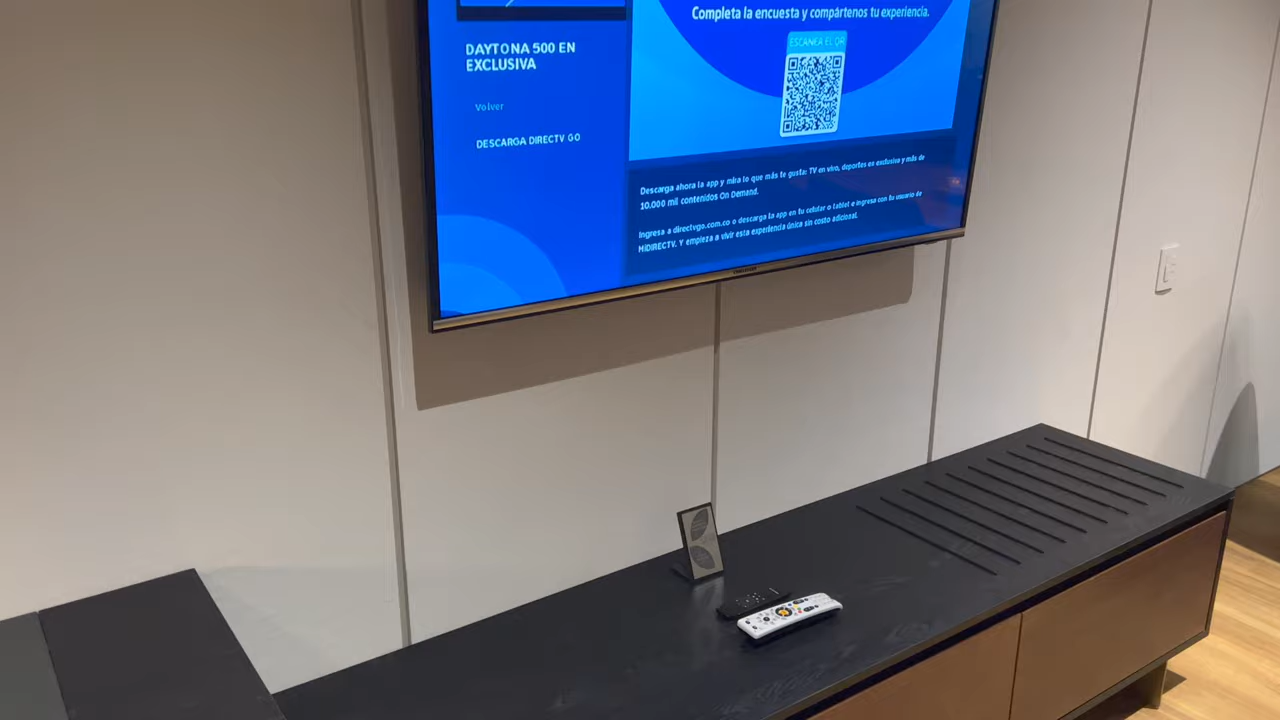 DAYTONA 500 EN
EXCLUSIVA
Volver
DESCARGA DIRECTV GO
Completa la encuesta y compártenos tu experiencia.
ESCANEA EL QR
Descarga ahora la app y mira lo que más te gusta: TV en vivo, deportes en exclusiva y más de
10.000 mil contenidos On Demand.
Ingresa a directvgo.com.co o descarga la app en tu celular o tablet e ingresa con tu usuario de
MiDIRECTV. Y empieza a vivir esta experiencia única sin costo adicional.